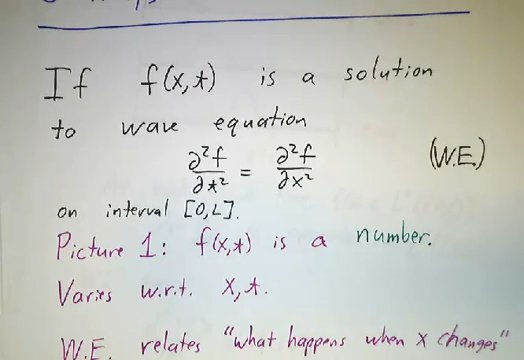 If f(x,t) is a solution
to wave equation
∂²f/∂t² = ∂²f/∂x² (W.E.)
on interval [0,L].
Picture 1: f(x,t) is a number.
Varies w.r.t. x,t.
W.E. relates "what happens when x changes"